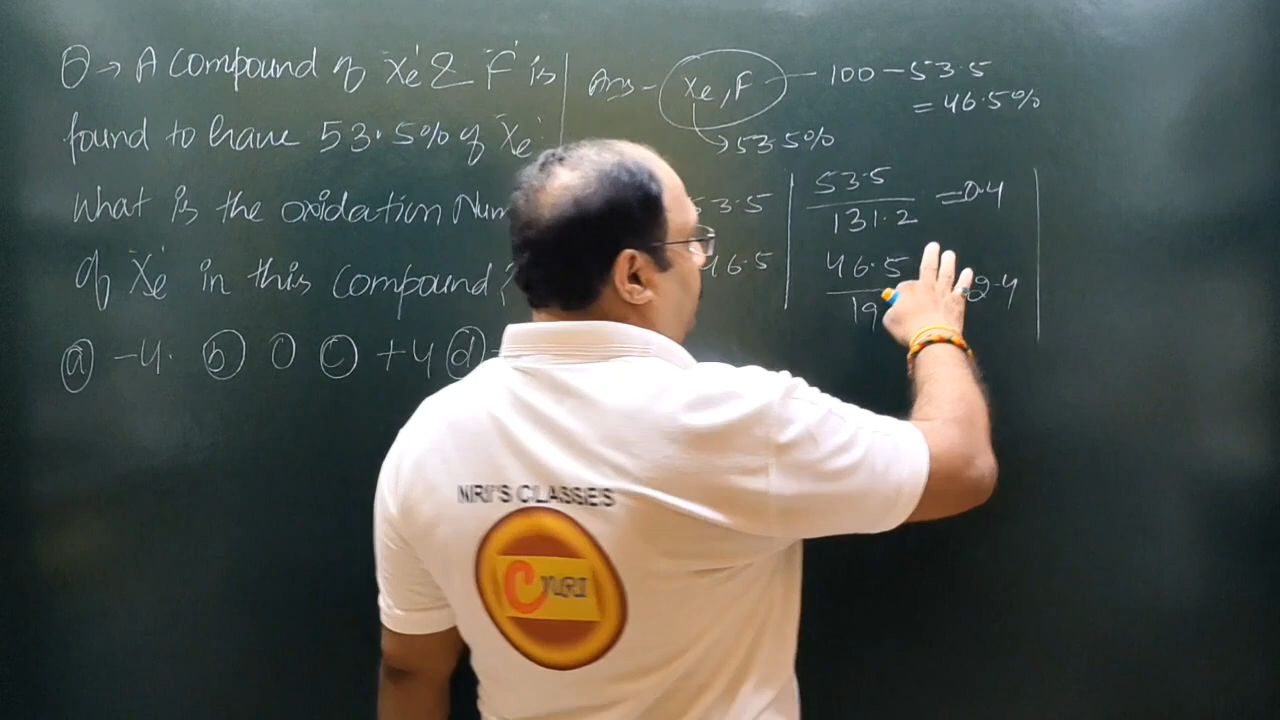 Q → A compound of Xe & F is
found to have 53.5% of Xe.
What is the oxidation Num
of Xe in this compound?
ⓐ -4. ⓑ 0 ⓒ +4 ⓓ
Ans - Xe, F — 100 - 53.5
= 46.5%
→ 53.5%
53.5
46.5
53.5
131.2 = 0.4
46.5
19 2.4
NRII'S CLASSES